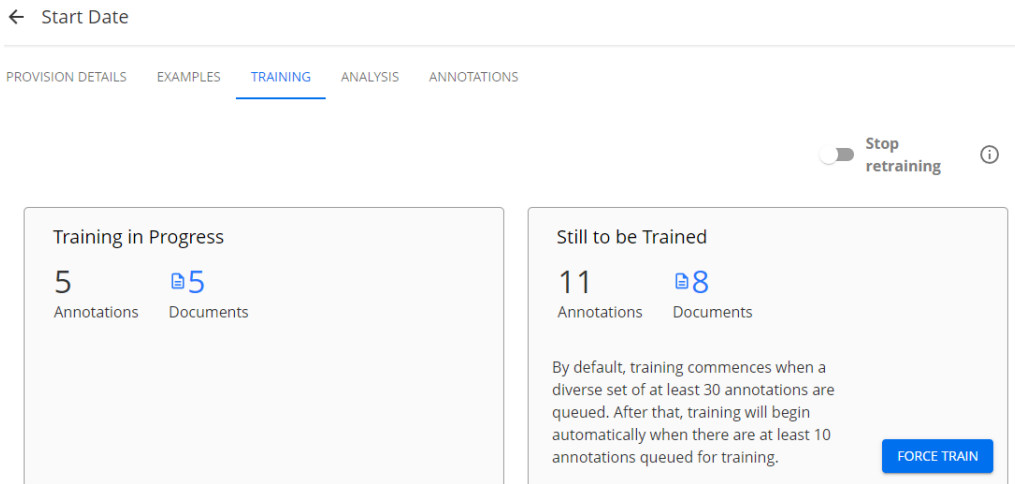 Start Date
PROVISION DETAILS EXAMPLES TRAINING ANALYSIS ANNOTATIONS
Stop
retraining
Training in Progress
5 5
Annotations Documents
Still to be Trained
11 8
Annotations Documents
By default, training commences when a
diverse set of at least 30 annotations are
queued. After that, training will begin
automatically when there are at least 10
annotations queued for training.
FORCE TRAIN